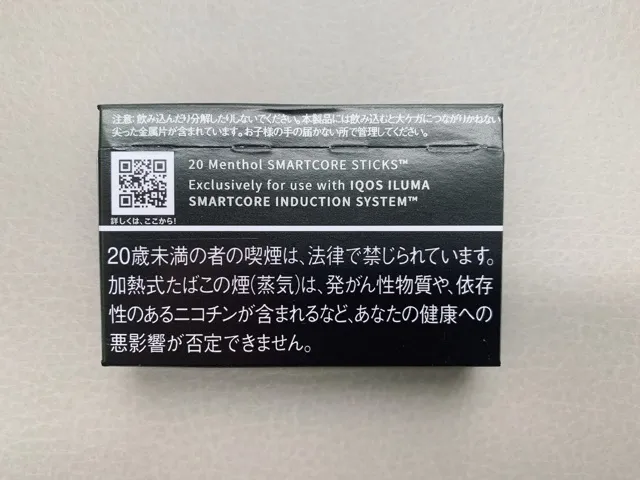 注意: 飲み込んだり分解したりしないでください。本製品には飲み込むと大ケガにつながりかねない
尖った金属片が含まれています。お子様の手の届かない所で管理してください。
20 Menthol SMARTCORE STICKS™
Exclusively for use with IQOS ILUMA
SMARTCORE INDUCTION SYSTEM™
詳しくは、ここから!
20歳未満の者の喫煙は、法律で禁じられています。
加熱式たばこの煙(蒸気)は、発がん性物質や、依存
性のあるニコチンが含まれるなど、あなたの健康への
悪影響が否定できません。